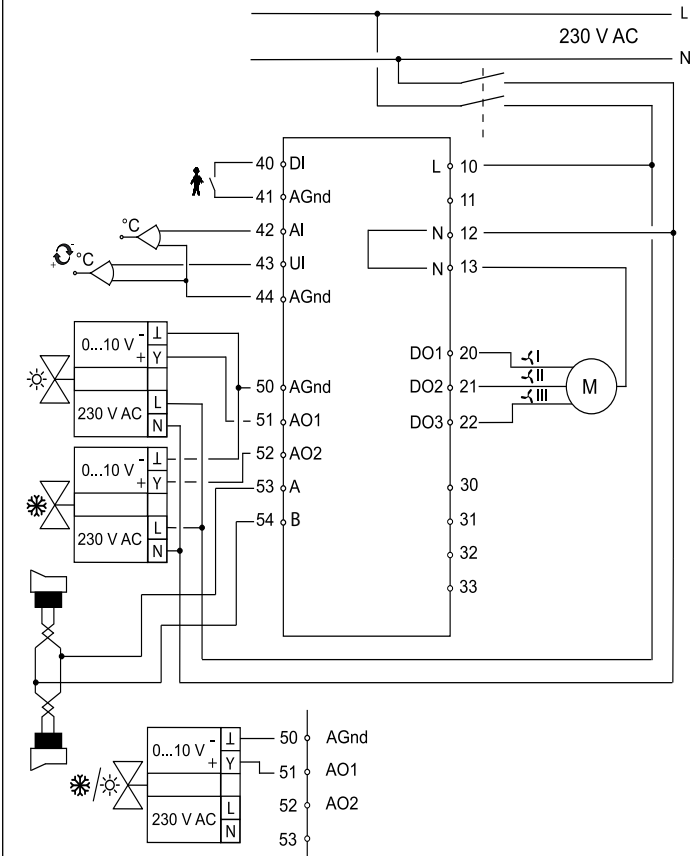 L
230 V AC
N
40 DI
L 10
41 AGnd
11
°C
42 AI
N 12
- °C
+
43 UI
N 13
44 AGnd
0...10 V - ⊥
+ Y
DO1 20 I
50 AGnd
DO2 21 II
M
230 V AC L
N
51 AO1
DO3 22 III
0...10 V - ⊥
+ Y
52 AO2
53 A
30
230 V AC L
N
54 B
31
32
33
0...10 V - ⊥
+ Y
50 AGnd
51 AO1
/
230 V AC L
N
52 AO2
53